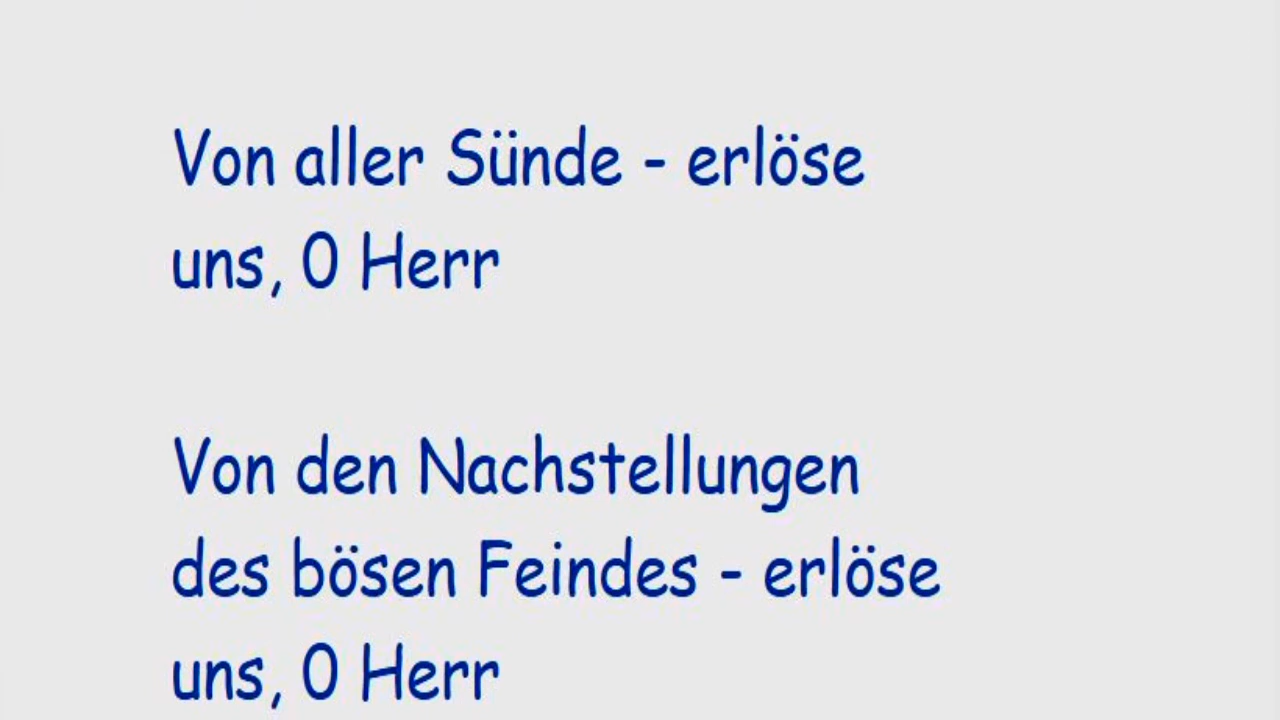 Von aller Sünde - erlöse
uns, O Herr
Von den Nachstellungen
des bösen Feindes - erlöse
uns, O Herr